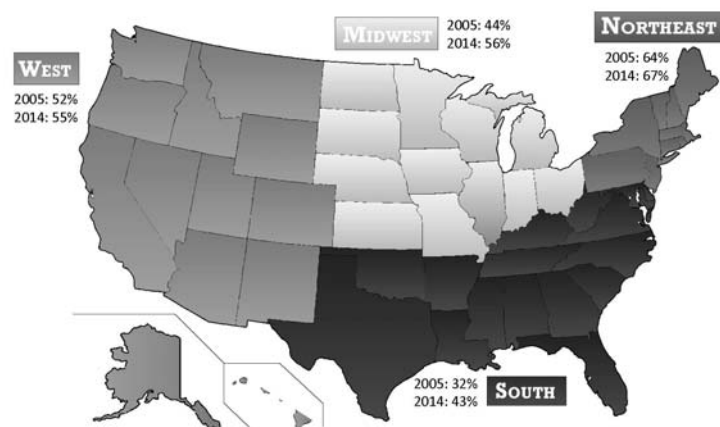 MIDWEST
2005: 44%
2014: 56%
NORTHEAST
2005: 64%
2014: 67%
WEST
2005: 52%
2014: 55%
2005: 32%
2014: 43%
SOUTH